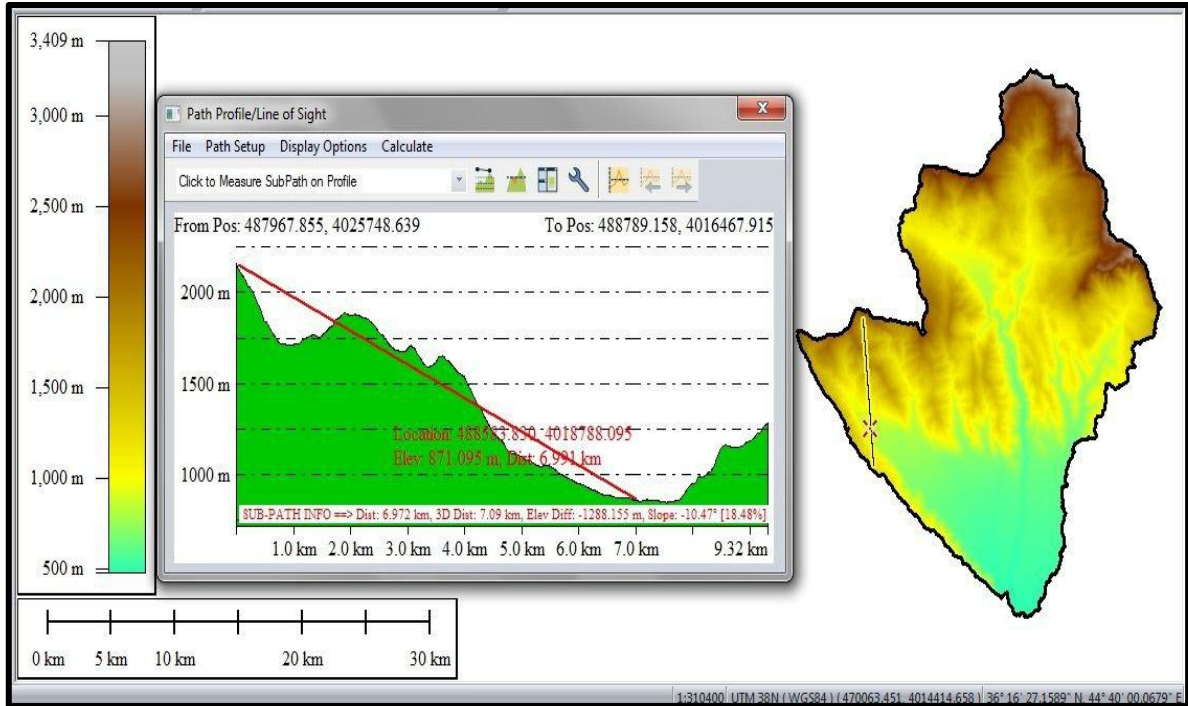 3,409 m
3,000 m
2,500 m
2,000 m
1,500 m
1,000 m
500 m
Path Profile/Line of Sight
File Path Setup Display Options Calculate
Click to Measure SubPath on Profile
From Pos: 487967.855, 4025748.639 To Pos: 488789.158, 4016467.915
2000 m
1500 m
1000 m
Location: 488583.830, 4018788.095
Elev: 871.095 m, Dist: 6.991 km
SUB-PATH INFO ==> Dist: 6.972 km, 3D Dist: 7.09 km, Elev Diff: -1288.155 m, Slope: -10.47° [18.48%]
1.0 km 2.0 km 3.0 km 4.0 km 5.0 km 6.0 km 7.0 km 9.32 km
0 km 5 km 10 km 20 km 30 km
1:310400 UTM 38N ( WGS84 ) ( 470063.451, 4014414.658 ) 36° 16' 27.1589" N, 44° 40' 00.0679" E